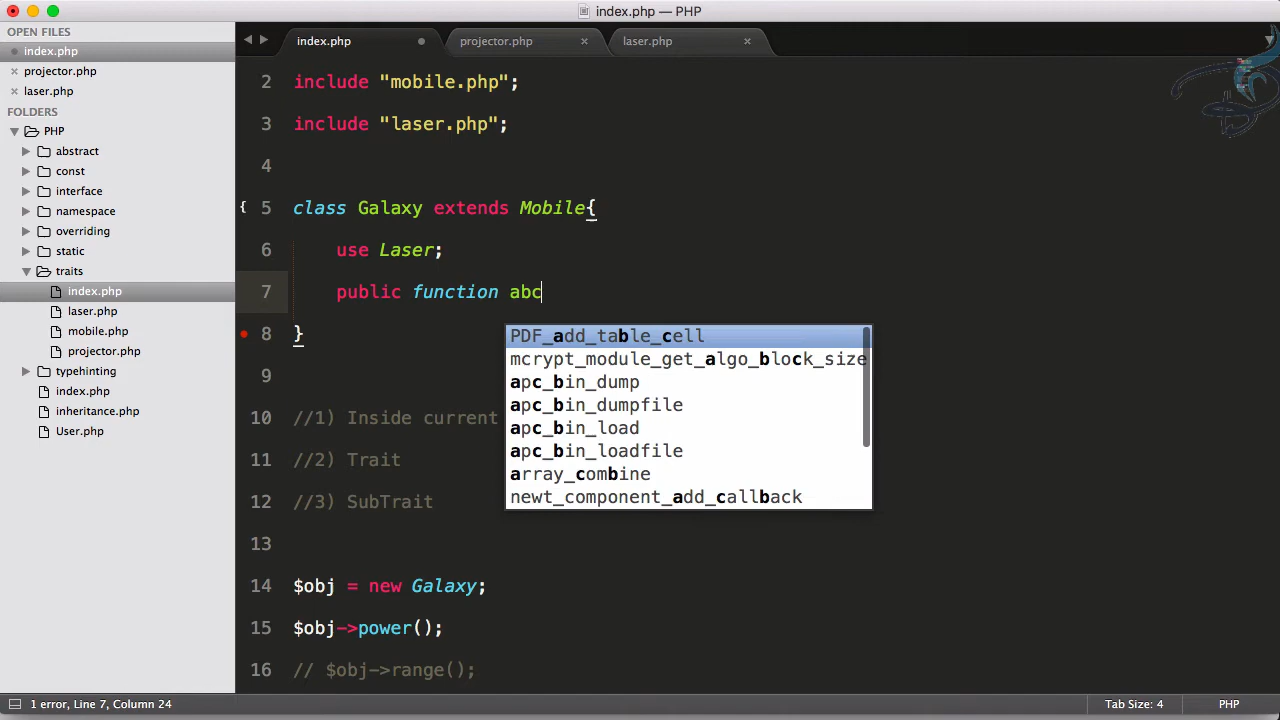 index.php — PHP
OPEN FILES
index.php
projector.php
laser.php
FOLDERS
PHP
abstract
const
interface
namespace
overriding
static
traits
index.php
laser.php
mobile.php
projector.php
typehinting
index.php
inheritance.php
User.php
index.php
projector.php
laser.php
2 include "mobile.php";
3 include "laser.php";
4
5 class Galaxy extends Mobile{
6 use Laser;
7 public function abc
8 }
9
10 //1) Inside current
11 //2) Trait
12 //3) SubTrait
13
14 $obj = new Galaxy;
15 $obj->power();
16 // $obj->range();
PDF_add_table_cell
mcrypt_module_get_algo_block_size
apc_bin_dump
apc_bin_dumpfile
apc_bin_load
apc_bin_loadfile
array_combine
newt_component_add_callback
1 error, Line 7, Column 24
Tab Size: 4
PHP